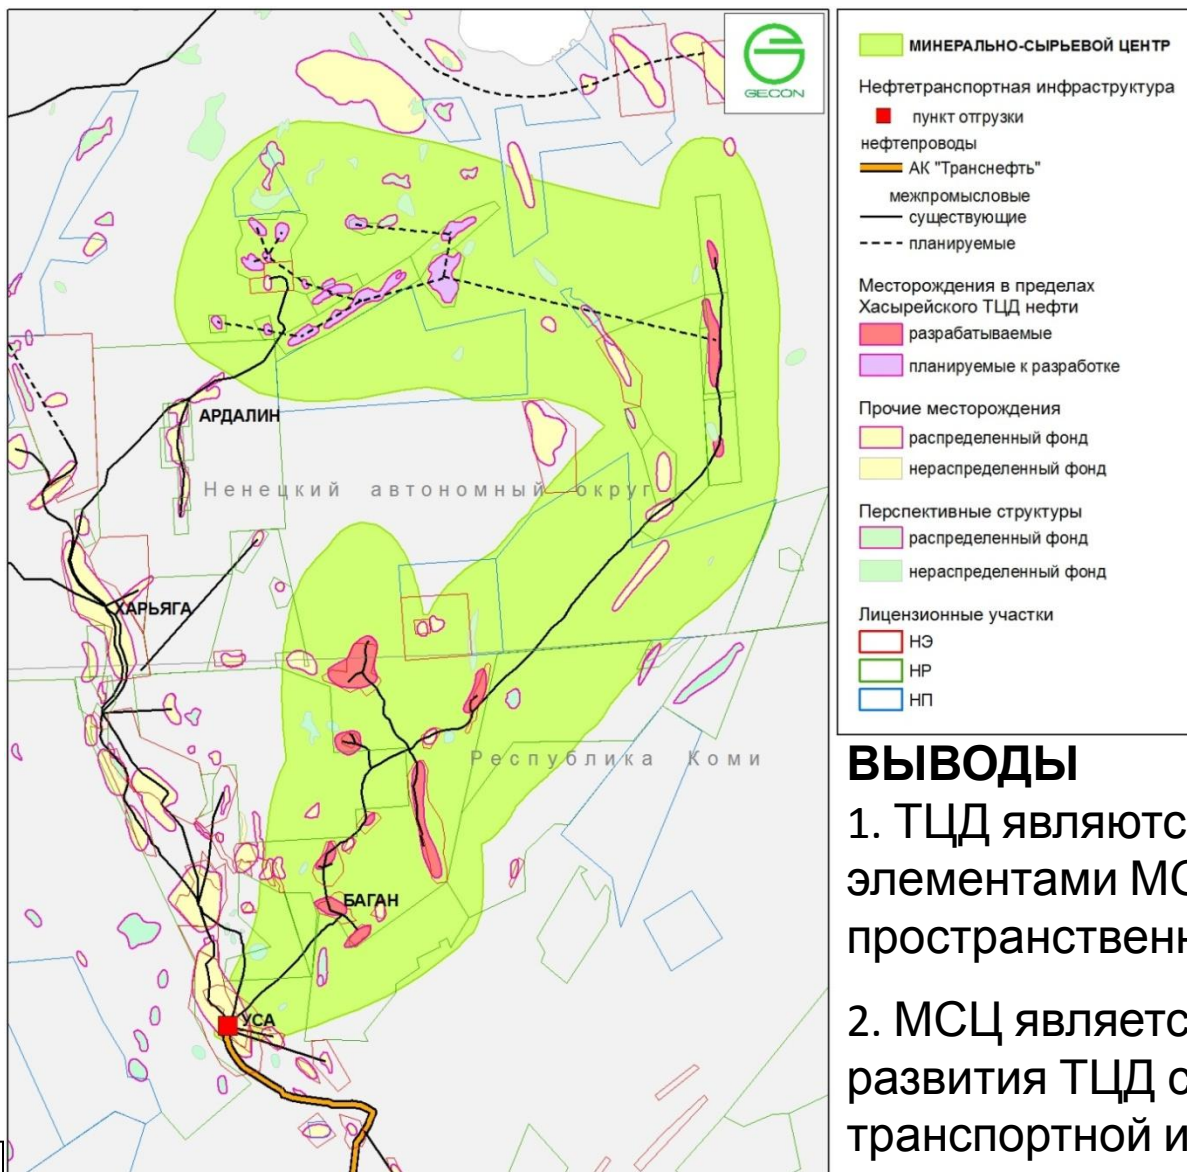 GECON
АРДАЛИН
Ненецкий автономный округ
ХАРЬЯГА
Республика Коми
БАГАН
УСА
МИНЕРАЛЬНО-СЫРЬЕВОЙ ЦЕНТР
Нефтетранспортная инфраструктура
пункт отгрузки
нефтепроводы
АК "Транснефть"
межпромысловые
существующие
планируемые
Месторождения в пределах
Хасырейского ТЦД нефти
разрабатываемые
планируемые к разработке
Прочие месторождения
распределенный фонд
нераспределенный фонд
Перспективные структуры
распределенный фонд
нераспределенный фонд
Лицензионные участки
НЭ
НР
НП
ВЫВОДЫ
1. ТЦД являютс
элементами МС
пространственн
2. МСЦ являетс
развития ТЦД с
транспортной и